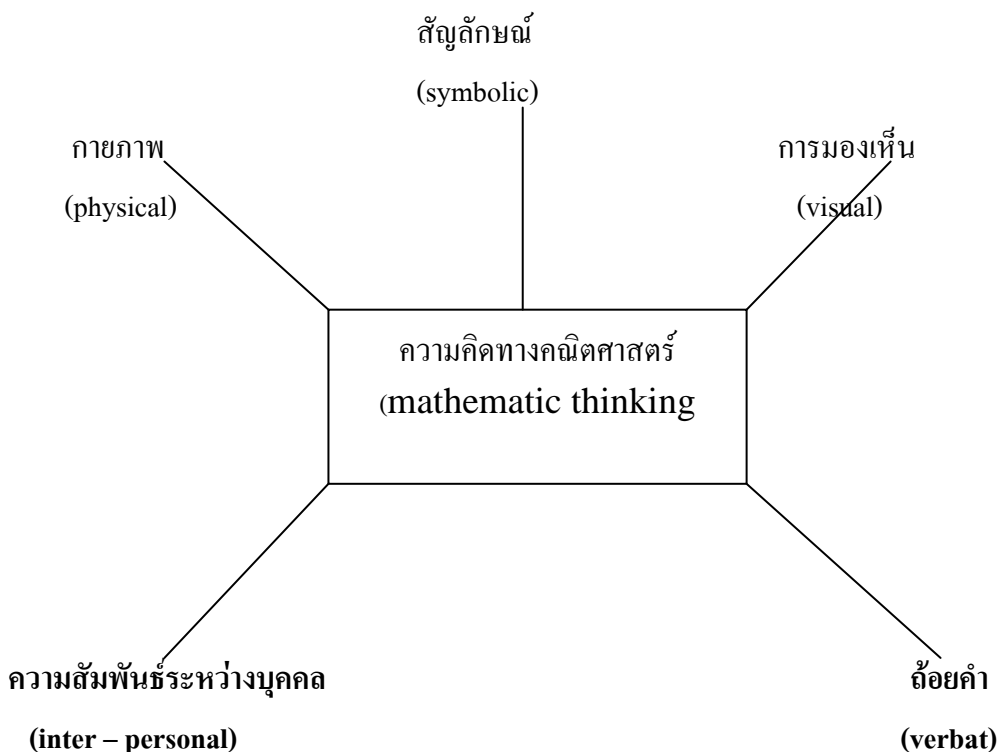 สัญลักษณ์
(symbolic)
กายภาพ
(physical)
การมองเห็น
(visual)
ความคิดทางคณิตศาสตร์
(mathematic thinking
ความสัมพันธ์ระหว่างบุคคล
(inter – personal)
ถ้อยคำ
(verbat)